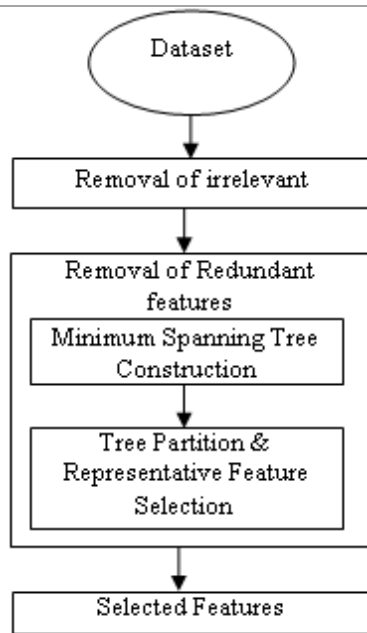 Dataset
Removal of irrelevant
Removal of Redundant
features
Minimum Spanning Tree
Construction
Tree Partition &
Representative Feature
Selection
Selected Features